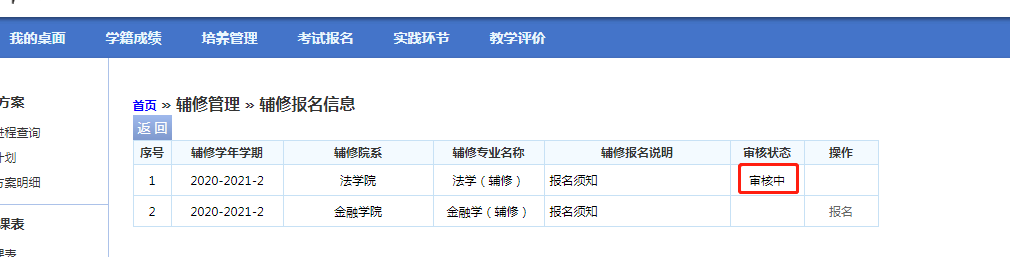 我的桌面 学籍成绩 培养管理 考试报名 实践环节 教学评价
方案
进程查询
计划
方案明细
课表
课表
首页 » 辅修管理 » 辅修报名信息
返 回
序号 辅修学年学期 辅修院系 辅修专业名称 辅修报名说明 审核状态 操作
1 2020-2021-2 法学院 法学（辅修） 报名须知 审核中
2 2020-2021-2 金融学院 金融学（辅修） 报名须知 报名